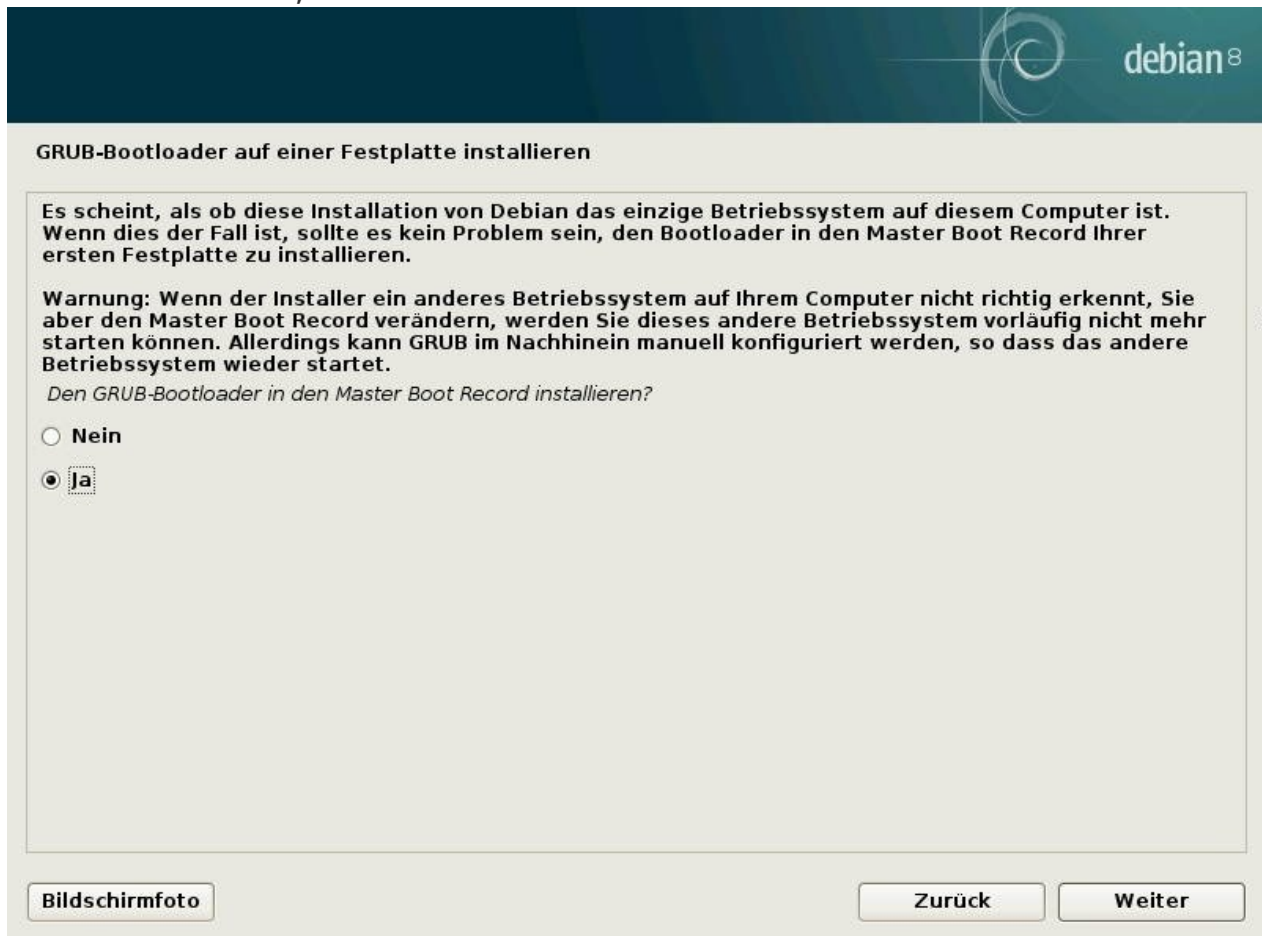 debian 8
GRUB-Bootloader auf einer Festplatte installieren
Es scheint, als ob diese Installation von Debian das einzige Betriebssystem auf diesem Computer ist.
Wenn dies der Fall ist, sollte es kein Problem sein, den Bootloader in den Master Boot Record Ihrer
ersten Festplatte zu installieren.
Warnung: Wenn der Installer ein anderes Betriebssystem auf Ihrem Computer nicht richtig erkennt, Sie
aber den Master Boot Record verändern, werden Sie dieses andere Betriebssystem vorläufig nicht mehr
starten können. Allerdings kann GRUB im Nachhinein manuell konfiguriert werden, so dass das andere
Betriebssystem wieder startet.
Den GRUB-Bootloader in den Master Boot Record installieren?
Nein
Ja
Bildschirmfoto
Zurück
Weiter